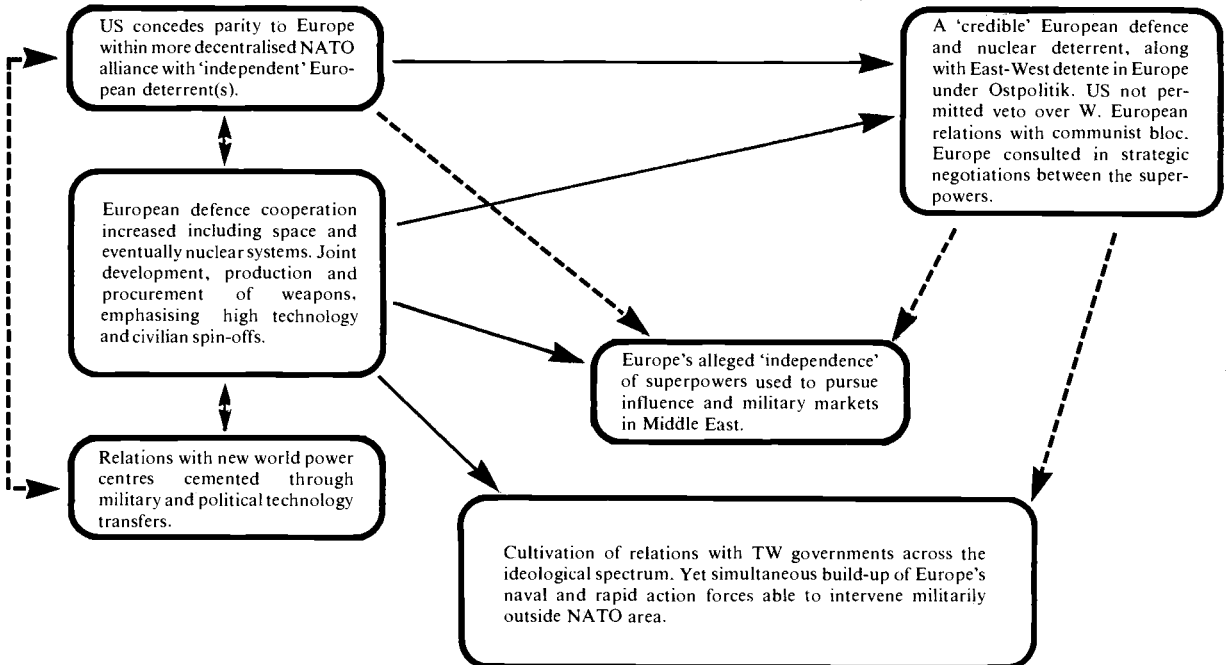 US concedes parity to Europe
within more decentralised NATO
alliance with ‘independent’ Euro-
pean deterrent(s).
A ‘credible’ European defence
and nuclear deterrent, along
with East-West detente in Europe
under Ostpolitik. US not per-
mitted veto over W. European
relations with communist bloc.
Europe consulted in strategic
negotiations between the super-
powers.
European defence cooperation
increased including space and
eventually nuclear systems. Joint
development, production and
procurement of weapons,
emphasising high technology
and civilian spin-offs.
Europe's alleged ‘independence’
of superpowers used to pursue
influence and military markets
in Middle East.
Relations with new world power
centres cemented through
military and political technology
transfers.
Cultivation of relations with TW governments across the
ideological spectrum. Yet simultaneous build-up of Europe's
naval and rapid action forces able to intervene militarily
outside NATO area.